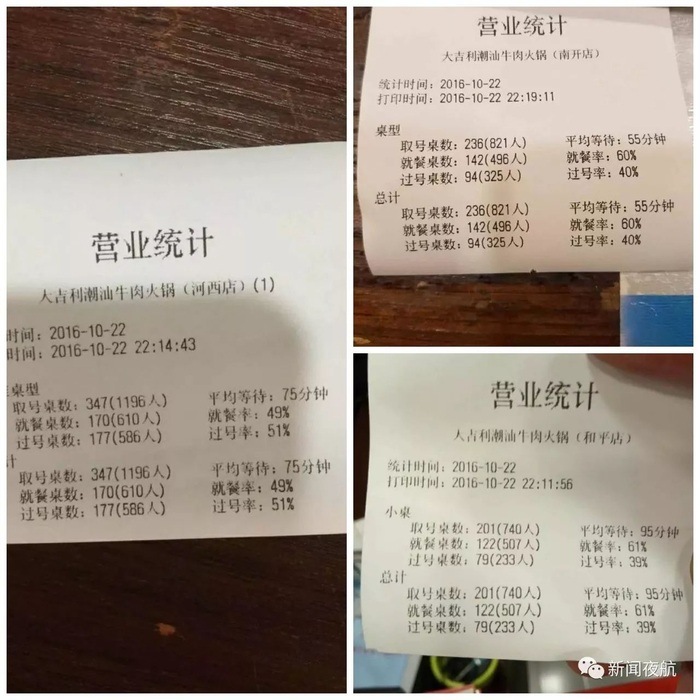 营业统计
大吉利潮汕牛肉火锅（河西店）(1)
时间：2016-10-22
时间：2016-10-22 22:14:43
桌型
取号桌数：347(1196人) 平均等待：75分钟
就餐桌数：170(610人) 就餐率：49%
过号桌数：177(586人) 过号率：51%
计
取号桌数：347(1196人) 平均等待：75分钟
就餐桌数：170(610人) 就餐率：49%
过号桌数：177(586人) 过号率：51%
营业统计
大吉利潮汕牛肉火锅（南开店）
统计时间：2016-10-22
打印时间：2016-10-22 22:19:11
桌型
取号桌数：236(821人) 平均等待：55分钟
就餐桌数：142(496人) 就餐率：60%
过号桌数：94(325人) 过号率：40%
总计
取号桌数：236(821人) 平均等待：55分钟
就餐桌数：142(496人) 就餐率：60%
过号桌数：94(325人) 过号率：40%
营业统计
大吉利潮汕牛肉火锅（和平店）
统计时间：2016-10-22
打印时间：2016-10-22 22:11:56
小桌
取号桌数：201(740人) 平均等待：95分钟
就餐桌数：122(507人) 就餐率：61%
过号桌数：79(233人) 过号率：39%
总计
取号桌数：201(740人) 平均等待：95分钟
就餐桌数：122(507人) 就餐率：61%
过号桌数：79(233人) 过号率：39%
新闻夜航